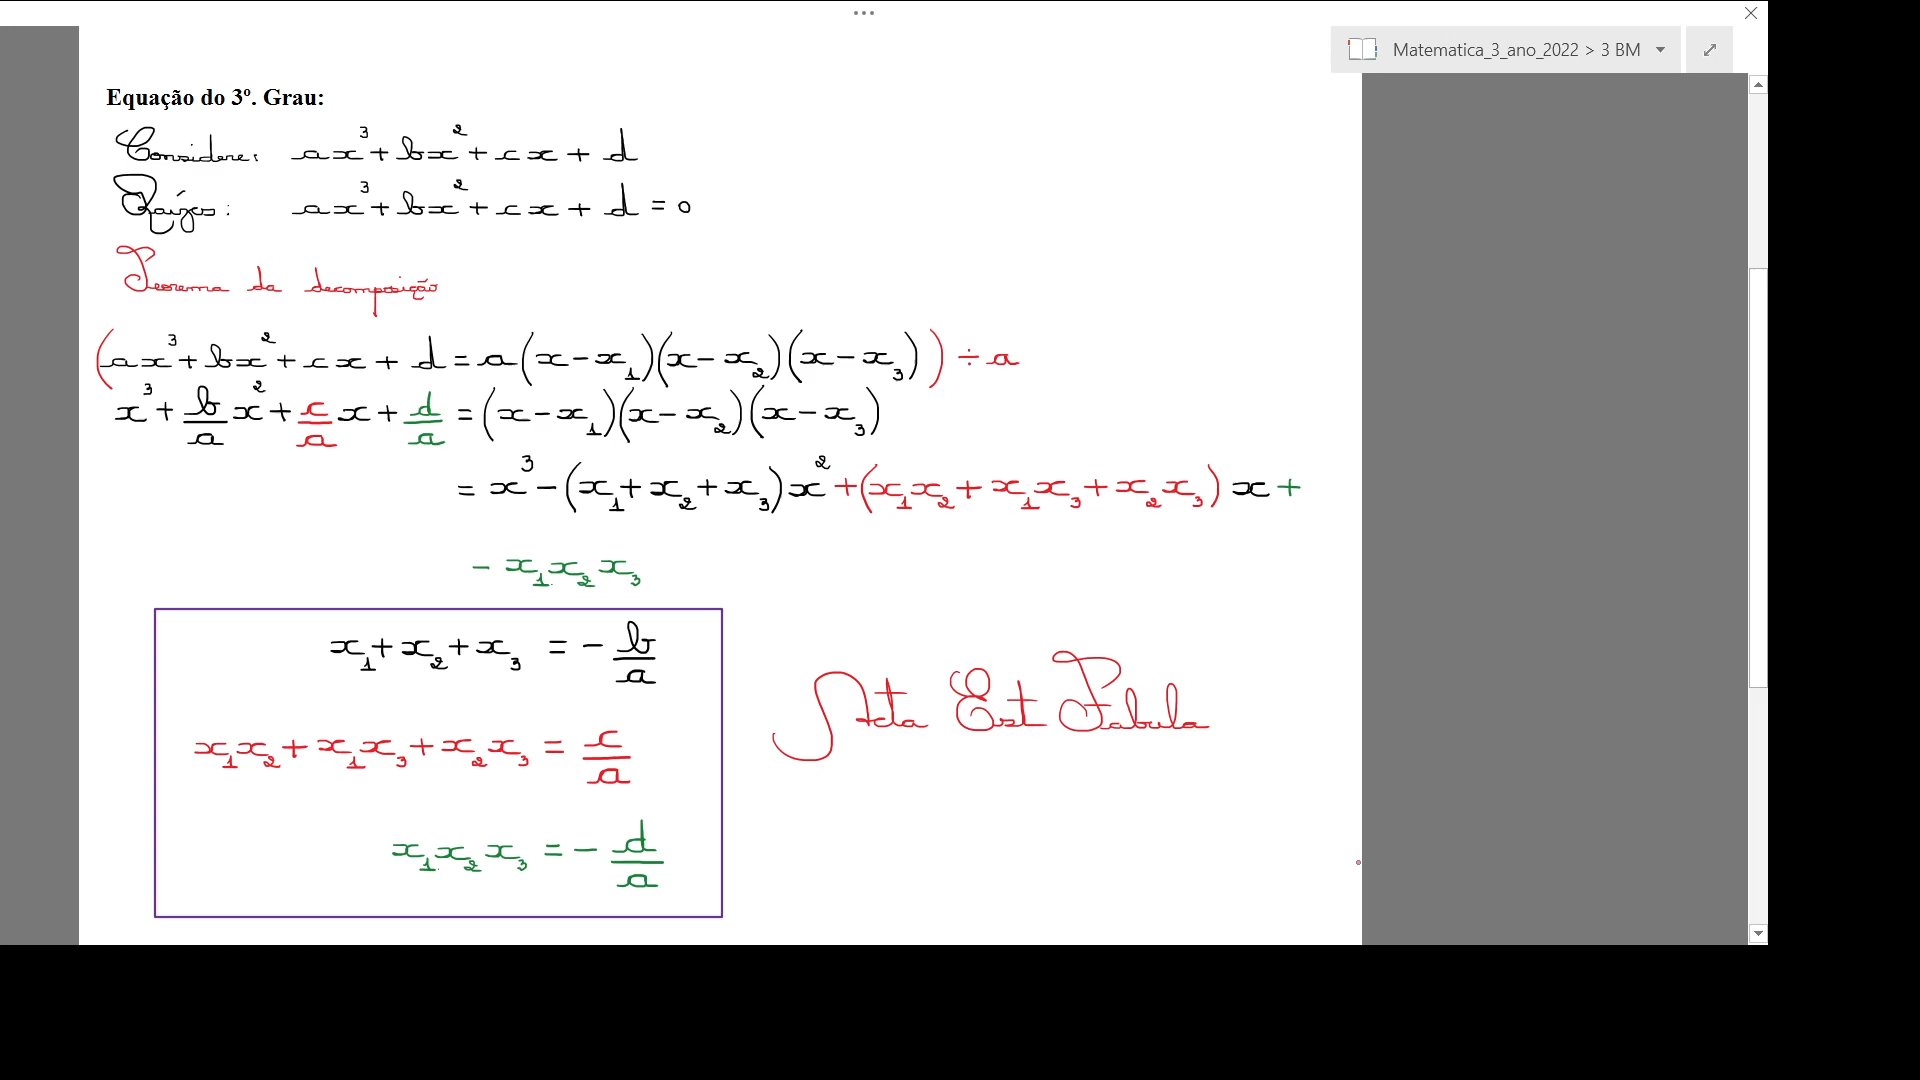 Matematica_3_ano_2022 > 3 BM
Equação do 3º. Grau:
Considere: ax³ + bx² + cx + d
Raízes: ax³ + bx² + cx + d = 0
Teorema da decomposição
(ax³ + bx² + cx + d = a(x − x₁)(x − x₂)(x − x₃)) ÷ a
x³ + b/a x² + c/a x + d/a = (x − x₁)(x − x₂)(x − x₃)
= x³ − (x₁ + x₂ + x₃)x² + (x₁x₂ + x₁x₃ + x₂x₃)x +
− x₁x₂x₃
x₁ + x₂ + x₃ = − b/a
x₁x₂ + x₁x₃ + x₂x₃ = c/a
x₁x₂x₃ = − d/a
Acta Est Fabula